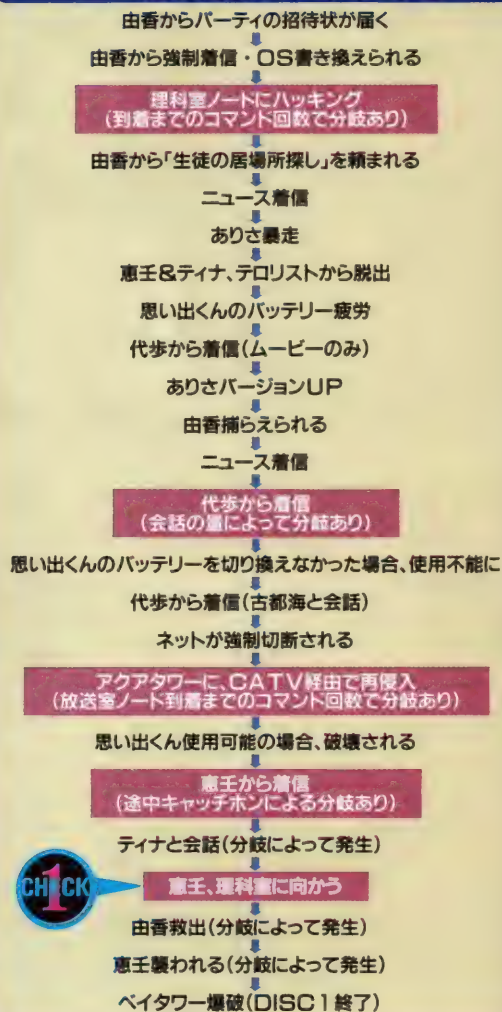 由香からパーティの招待状が届く
由香から強制着信・OS書き換えられる
理科室ノートにハッキング
(到着までのコマンド回数で分岐あり)
由香から「生徒の居場所探し」を頼まれる
ニュース着信
ありさ暴走
恵壬&ティナ、テロリストから脱出
思い出くんのバッテリー疲労
代歩から着信(ムービーのみ)
ありさバージョンUP
由香捕らえられる
ニュース着信
代歩から着信
(会話の量によって分岐あり)
思い出くんのバッテリーを切り換えなかった場合、使用不能に
代歩から着信(古都海と会話)
ネットが強制切断される
アクアタワーに、CATV経由で再侵入
(放送室ノード到着までのコマンド回数で分岐あり)
思い出くん使用可能の場合、破壊される
恵壬から着信
(途中キャッチホンによる分岐あり)
ティナと会話(分岐によって発生)
CHECK 1
恵壬、理科室に向かう
由香救出(分岐によって発生)
恵壬襲われる(分岐によって発生)
ベイタワー爆破(DISC1終了)